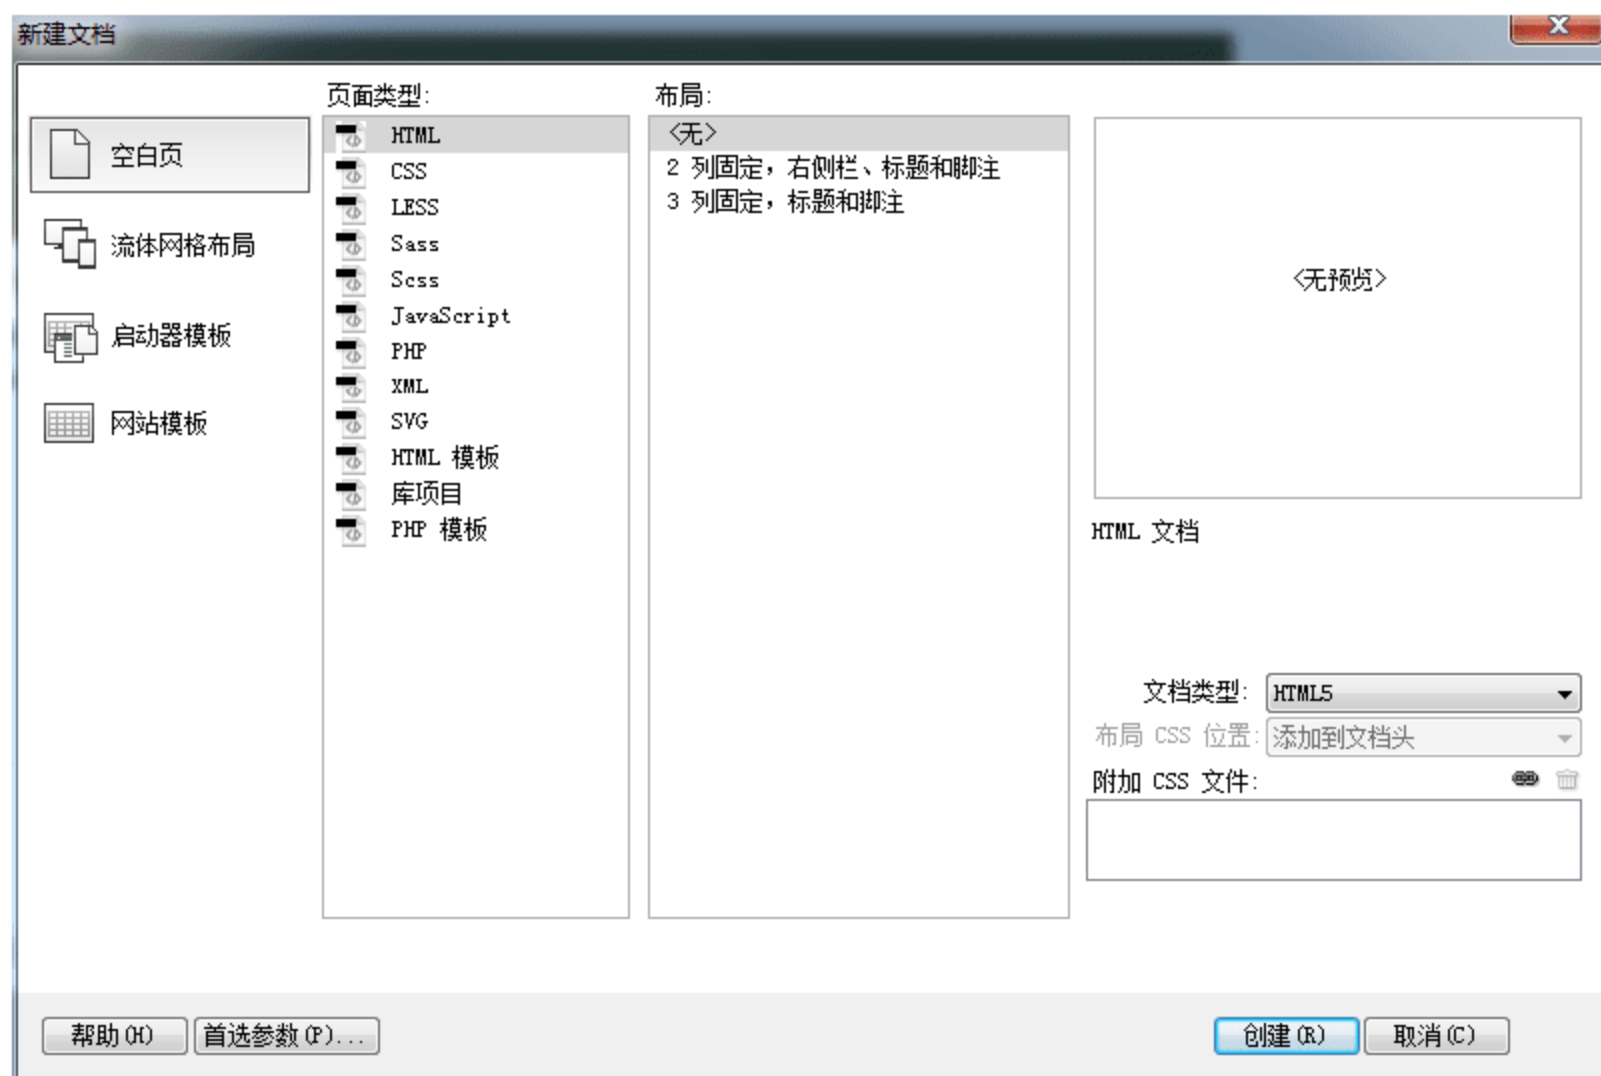 新建文档
空白页
流体网格布局
启动器模板
网站模板
页面类型:
HTML
CSS
LESS
Sass
Scss
JavaScript
PHP
XML
SVG
HTML 模板
库项目
PHP 模板
布局:
<无>
2 列固定，右侧栏、标题和脚注
3 列固定，标题和脚注
<无预览>
HTML 文档
文档类型: HTML5
布局 CSS 位置: 添加到文档头
附加 CSS 文件:
帮助(H) 首选参数(P)... 创建(R) 取消(C)